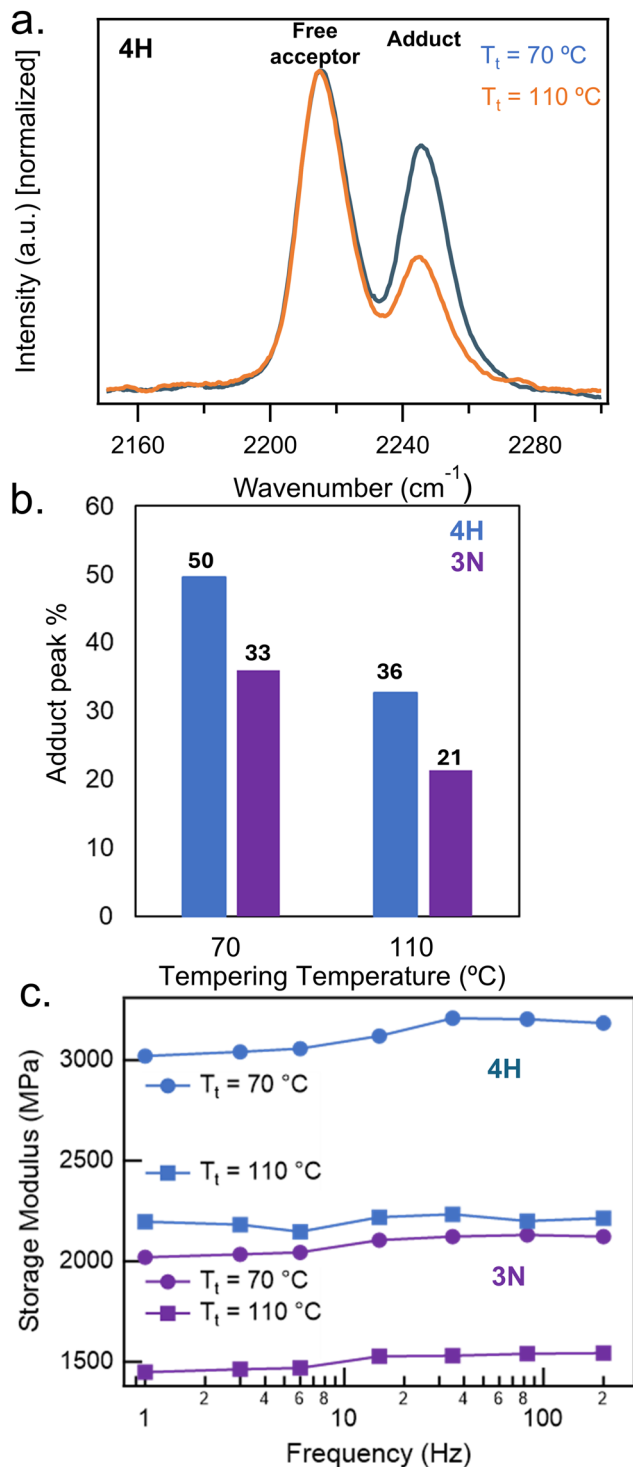 a.
4H
Free
acceptor
Adduct
Tₜ = 70 ºC
Tₜ = 110 ºC
Intensity (a.u.) [normalized]
2160 2200 2240 2280
Wavenumber (cm⁻¹)
b.
60
50
40
30
20
10
0
Adduct peak %
4H
3N
50
33
36
21
70 110
Tempering Temperature (ºC)
c.
3000
2500
2000
1500
Storage Modulus (MPa)
4H
Tₜ = 70 °C
Tₜ = 110 °C
3N
Tₜ = 70 °C
Tₜ = 110 °C
1 2 4 6 8 10 2 4 6 8 100 2
Frequency (Hz)